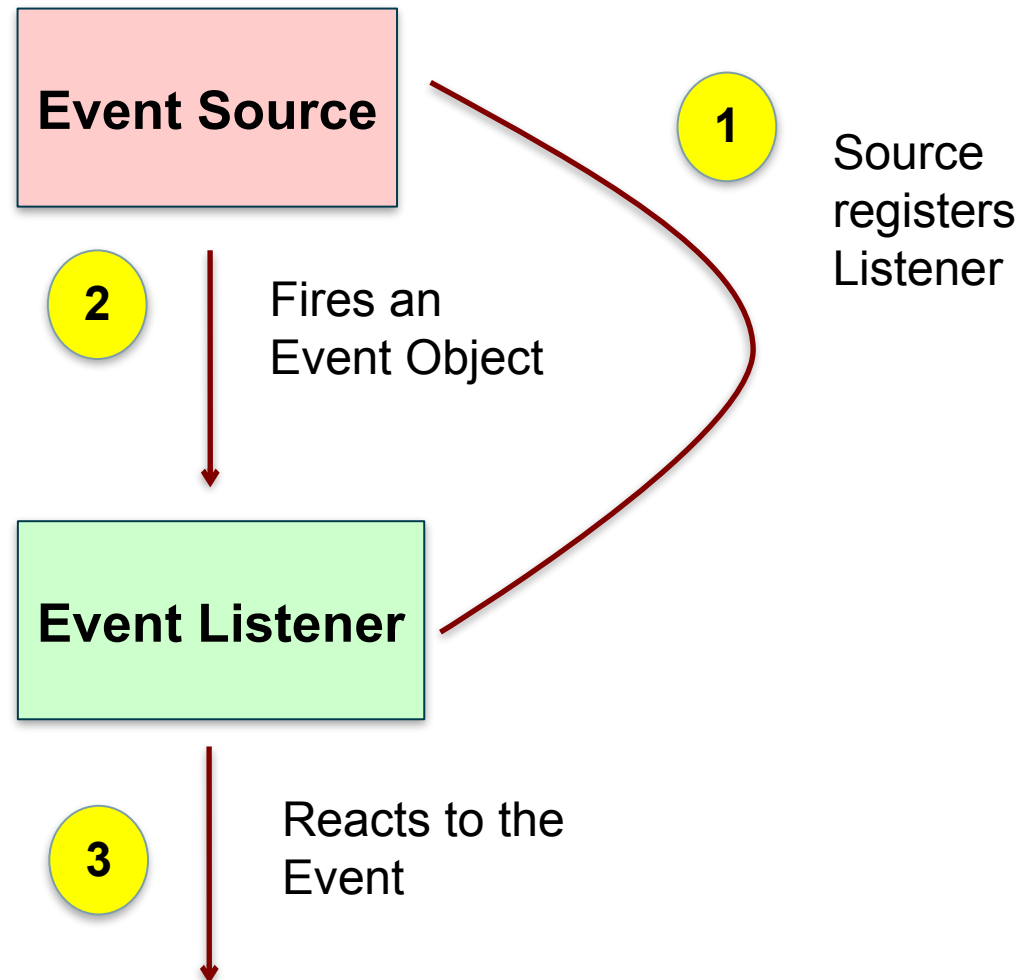 Event Source
1
Source
registers
Listener
2
Fires an
Event Object
Event Listener
3
Reacts to the
Event